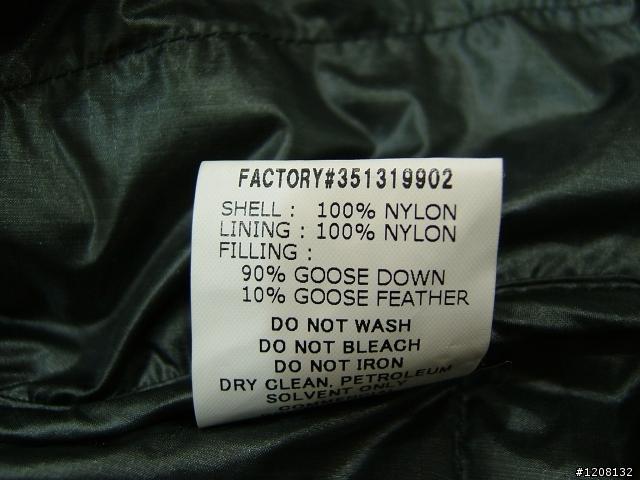 FACTORY#351319902
SHELL : 100% NYLON
LINING : 100% NYLON
FILLING :
90% GOOSE DOWN
10% GOOSE FEATHER
DO NOT WASH
DO NOT BLEACH
DO NOT IRON
DRY CLEAN, PETROLEUM
SOLVENT ONLY
#1208132